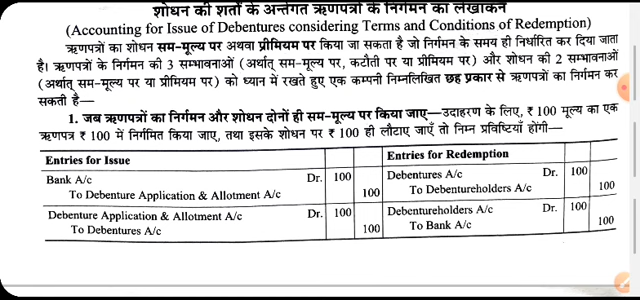 शोधन की शर्तों के अन्तर्गत ऋणपत्रों के निर्गमन का लेखांकन
(Accounting for Issue of Debentures considering Terms and Conditions of Redemption)
ऋणपत्रों का शोधन सम-मूल्य पर अथवा प्रीमियम पर किया जा सकता है जो निर्गमन के समय ही निर्धारित कर दिया जाता
है। ऋणपत्रों के निर्गमन की 3 सम्भावनाओं (अर्थात् सम-मूल्य पर, कटौती पर या प्रीमियम पर) और शोधन की 2 सम्भावनाओं
(अर्थात् सम-मूल्य पर या प्रीमियम पर) को ध्यान में रखते हुए एक कम्पनी निम्नलिखित छह प्रकार से ऋणपत्रों का निर्गमन कर
सकती है—
1. जब ऋणपत्रों का निर्गमन और शोधन दोनों ही सम-मूल्य पर किया जाए—उदाहरण के लिए, ₹ 100 मूल्य का एक
ऋणपत्र ₹ 100 में निर्गमित किया जाए, तथा इसके शोधन पर ₹ 100 ही लौटाए जाएँ तो निम्न प्रविष्टियाँ होंगी—
Entries for Issue Entries for Redemption
Bank A/c Dr. 100 Debentures A/c Dr. 100
To Debenture Application & Allotment A/c 100 To Debentureholders A/c 100
Debenture Application & Allotment A/c Dr. 100 Debentureholders A/c Dr. 100
To Debentures A/c 100 To Bank A/c 100